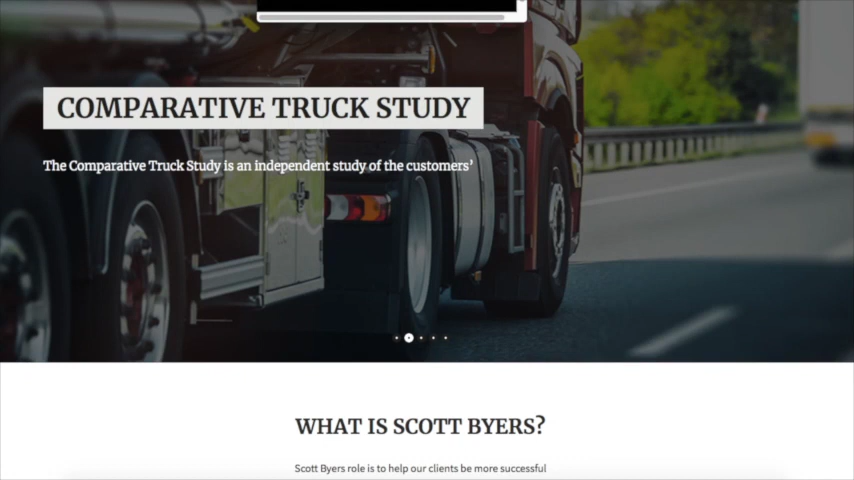 COMPARATIVE TRUCK STUDY
The Comparative Truck Study is an independent study of the customers'
WHAT IS SCOTT BYERS?
Scott Byers role is to help our clients be more successful